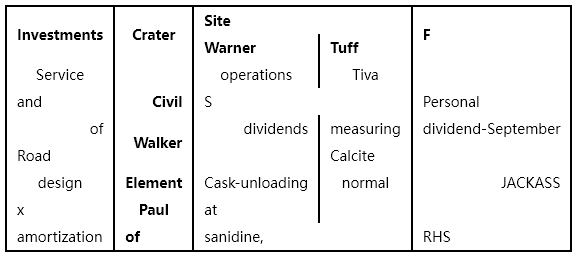 Investments Crater Site F
Warner Tuff
Service operations Tiva
and Civil S Personal
of Walker dividends measuring dividend-September
Road Calcite
design Element Cask-unloading normal JACKASS
x Paul at
amortization of sanidine, RHS